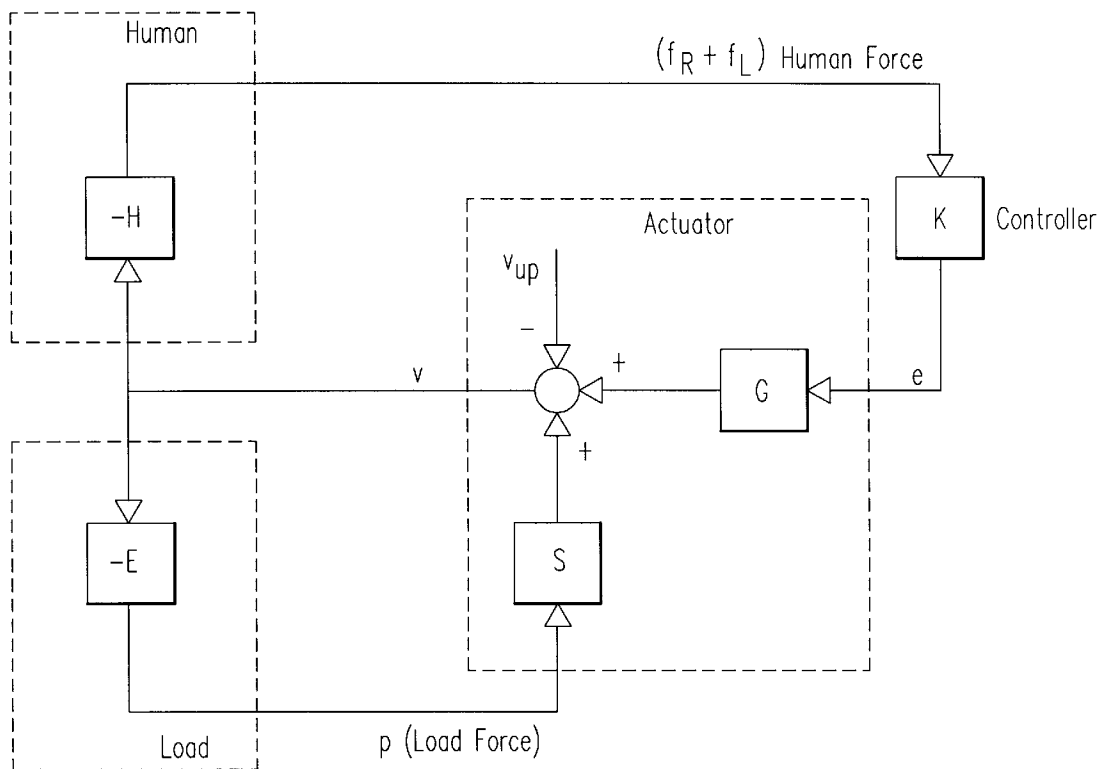 Human
(f_R + f_L) Human Force
-H
K
Controller
Actuator
v_up
-
+
v
G
e
+
-E
S
p (Load Force)
Load